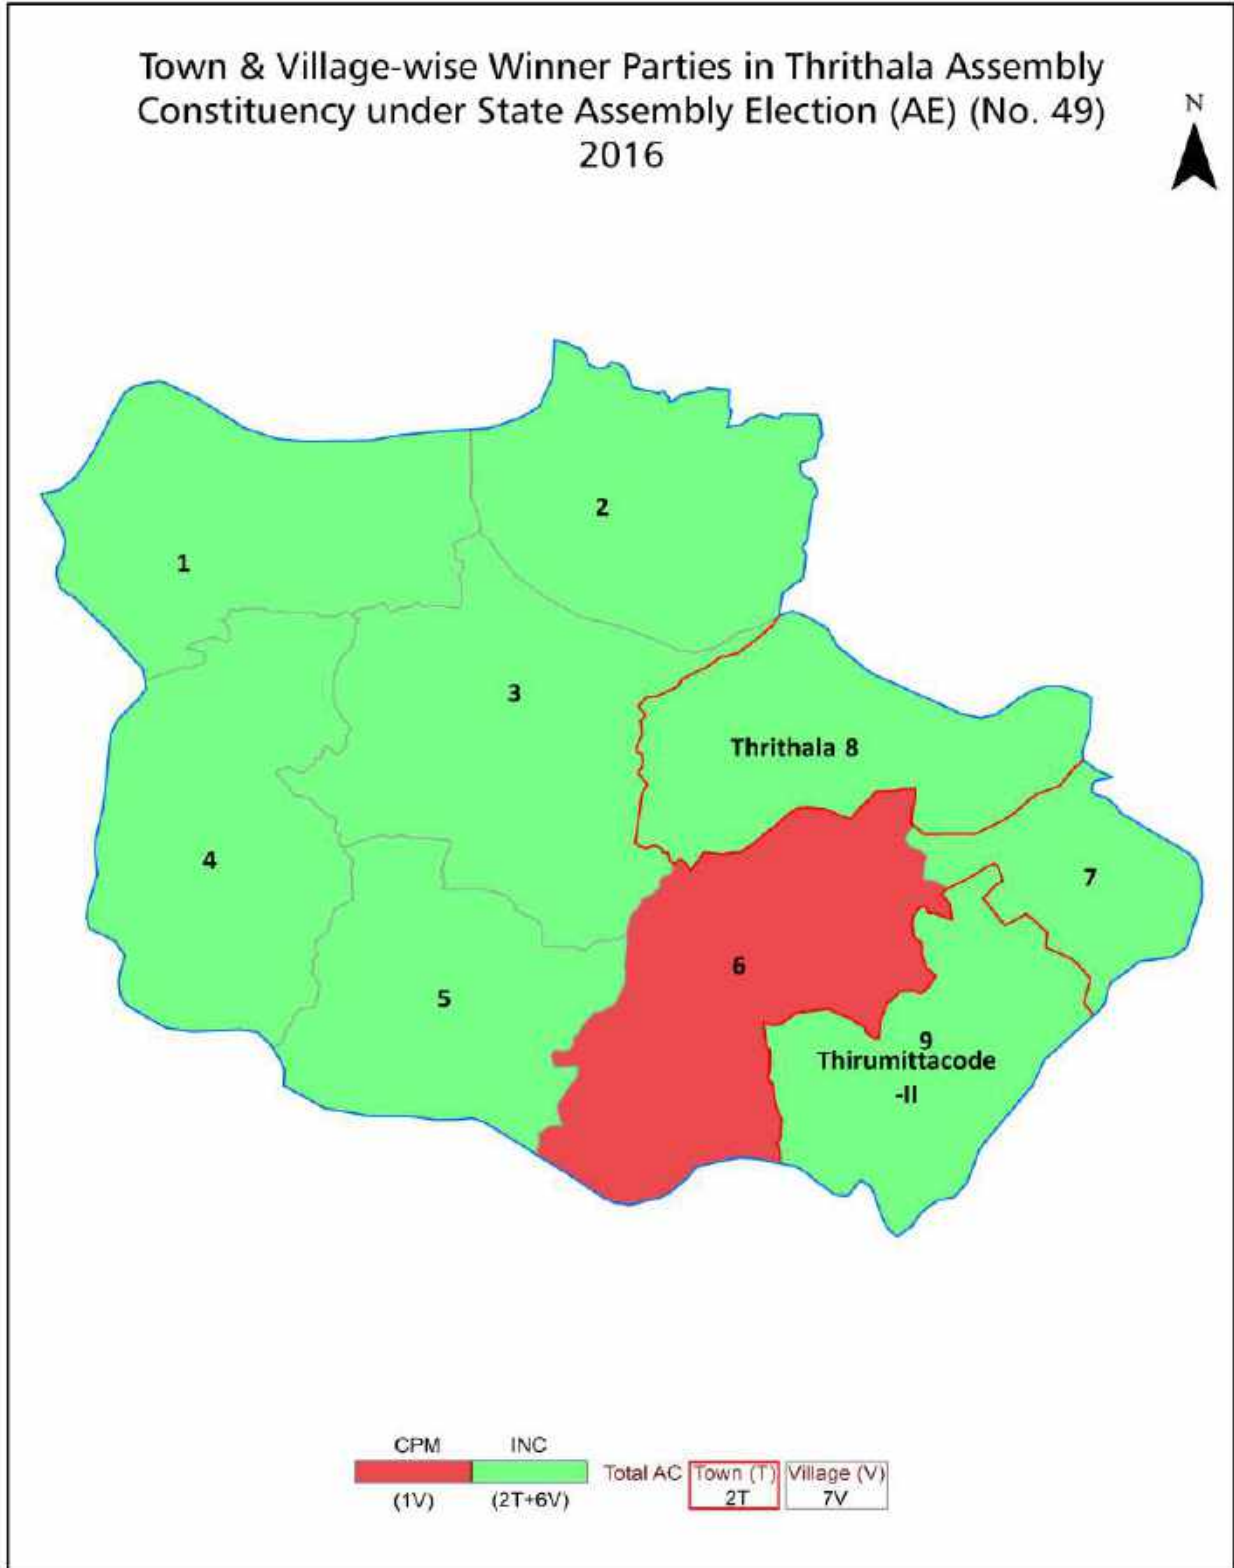 Town & Village-wise Winner Parties in Thrithala Assembly
Constituency under State Assembly Election (AE) (No. 49)
2016
N
2
1
3
Thrithala 8
4
7
6
5
9
Thirumittacode
-II
CPM INC
Total AC Town (T) Village (V)
(1V) (2T+6V) 2T 7V